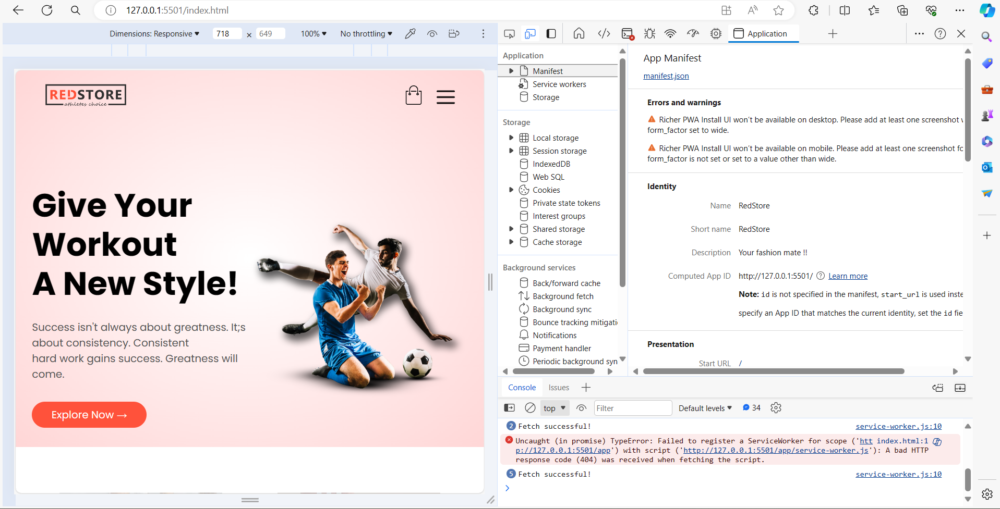 127.0.0.1:5501/index.html
Dimensions: Responsive
718 × 649
100%
No throttling
REDSTORE
athletes choice
Give Your
Workout
A New Style!
Success isn't always about greatness. It;s
about consistency. Consistent
hard work gains success. Greatness will
come.
Explore Now →
Application
Application
Manifest
Service workers
Storage
Storage
Local storage
Session storage
IndexedDB
Web SQL
Cookies
Private state tokens
Interest groups
Shared storage
Cache storage
Background services
Back/forward cache
Background fetch
Background sync
Bounce tracking mitigati
Notifications
Payment handler
Periodic background syn
App Manifest
manifest.json
Errors and warnings
Richer PWA Install UI won't be available on desktop. Please add at least one screenshot
form_factor set to wide.
Richer PWA Install UI won't be available on mobile. Please add at least one screenshot fo
form_factor is not set or set to a value other than wide.
Identity
Name RedStore
Short name RedStore
Description Your fashion mate !!
Computed App ID http://127.0.0.1:5501/ ? Learn more
Note: id is not specified in the manifest, start_url is used inste
specify an App ID that matches the current identity, set the id fie
Presentation
Start URL /
Console Issues
top Filter Default levels 34
2 Fetch successful! service-worker.js:10
Uncaught (in promise) TypeError: Failed to register a ServiceWorker for scope ('htt index.html:1
p://127.0.0.1:5501/app') with script ('http://127.0.0.1:5501/app/service-worker.js'): A bad HTTP
response code (404) was received when fetching the script.
5 Fetch successful! service-worker.js:10